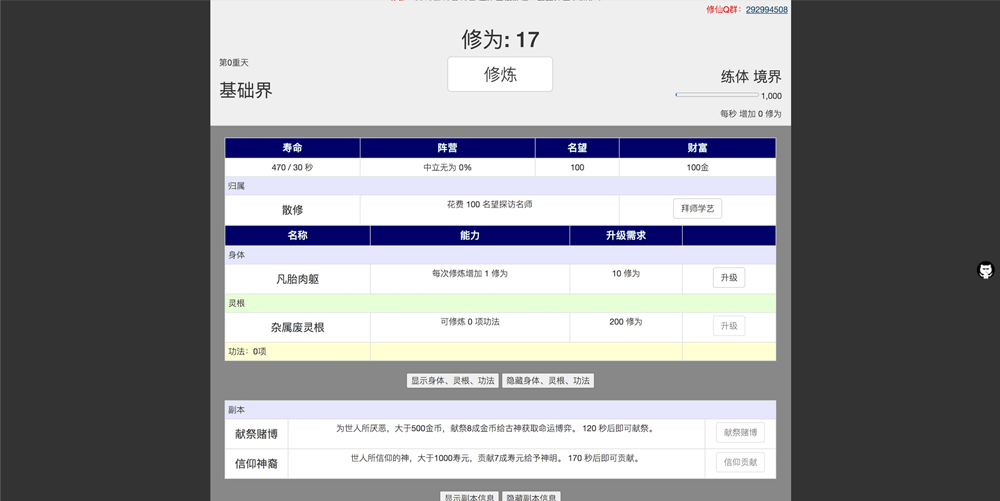 修仙Q群：292994508
修为: 17
第0重天
修炼
练体 境界
基础界
1,000
每秒 增加 0 修为
寿命 阵营 名望 财富
470 / 30 秒 中立无为 0% 100 100金
归属
散修 花费 100 名望探访名师 拜师学艺
名称 能力 升级需求
身体
凡胎肉躯 每次修炼增加 1 修为 10 修为 升级
灵根
杂属废灵根 可修炼 0 项功法 200 修为 升级
功法：0项
显示身体、灵根、功法 隐藏身体、灵根、功法
副本
献祭赌博 为世人所厌恶，大于500金币，献祭8成金币给古神获取命运博弈。 120 秒后即可献祭。 献祭赌博
信仰神裔 世人所信仰的神，大于1000寿元，贡献7成寿元给予神明。 170 秒后即可贡献。 信仰贡献
显示副本信息 隐藏副本信息